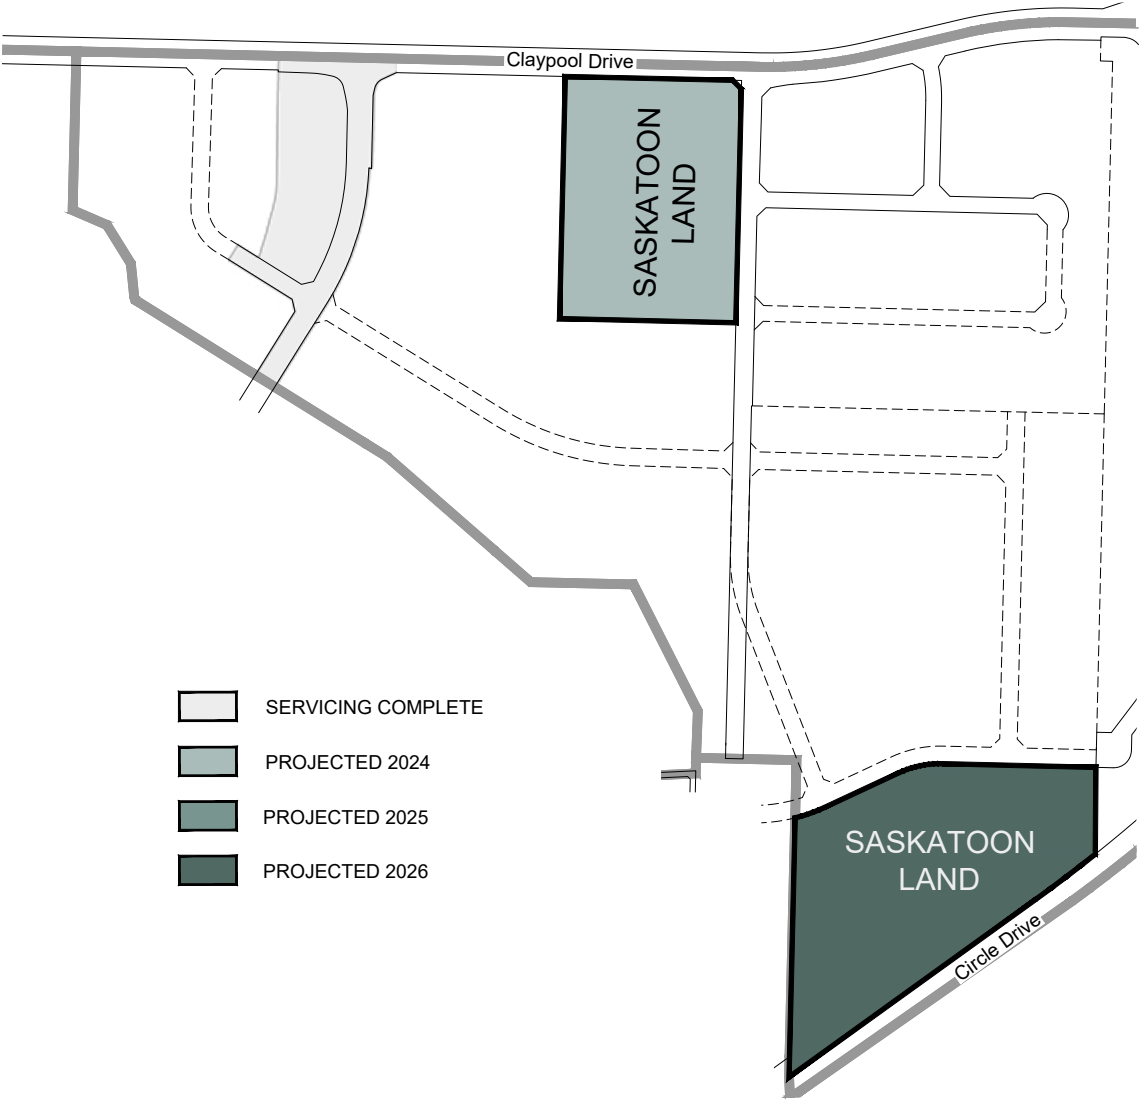 Claypool Drive
SASKATOON
LAND
SERVICING COMPLETE
PROJECTED 2024
PROJECTED 2025
PROJECTED 2026
SASKATOON
LAND
Circle Drive